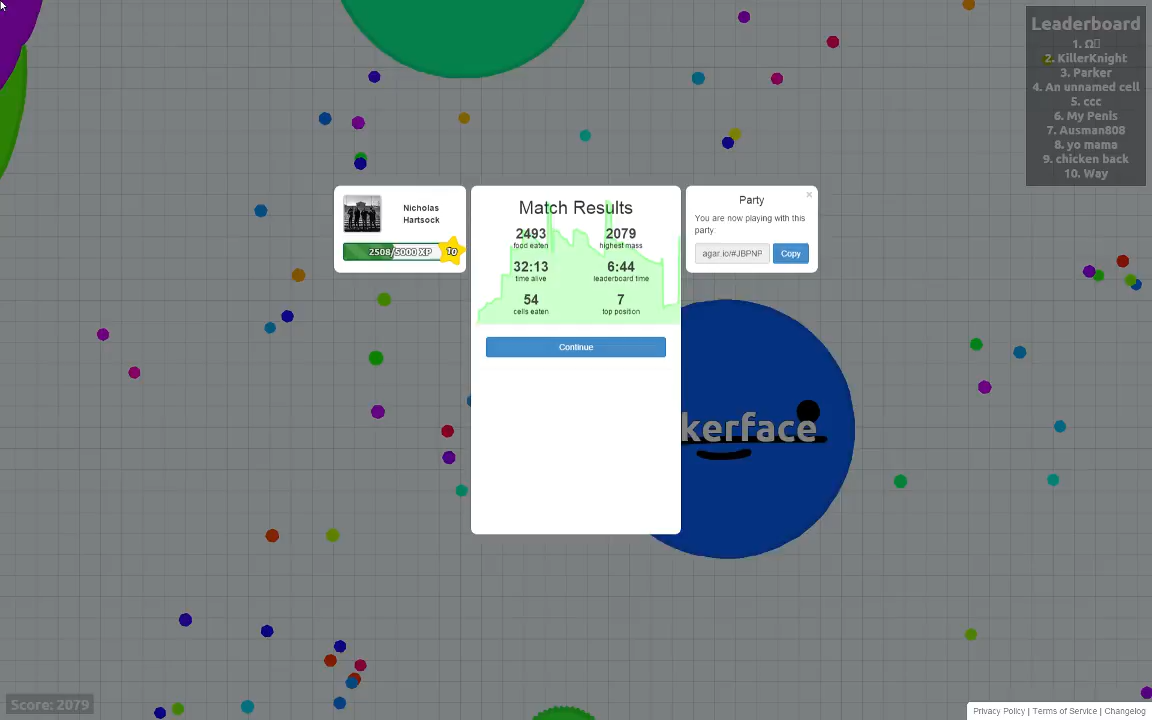 Leaderboard
1. Ω
2. KillerKnight
3. Parker
4. An unnamed cell
5. ccc
6. My Penis
7. Ausman808
8. yo mama
9. chicken back
10. Way
Nicholas
Hartsock
2508/5000 XP
10
Match Results
2493
food eaten
2079
highest mass
32:13
time alive
6:44
leaderboard time
54
cells eaten
7
top position
Continue
Party
×
You are now playing with this
party:
agar.io/#JBPNP
Copy
kerface
Score: 2079
Privacy Policy | Terms of Service | Changelog